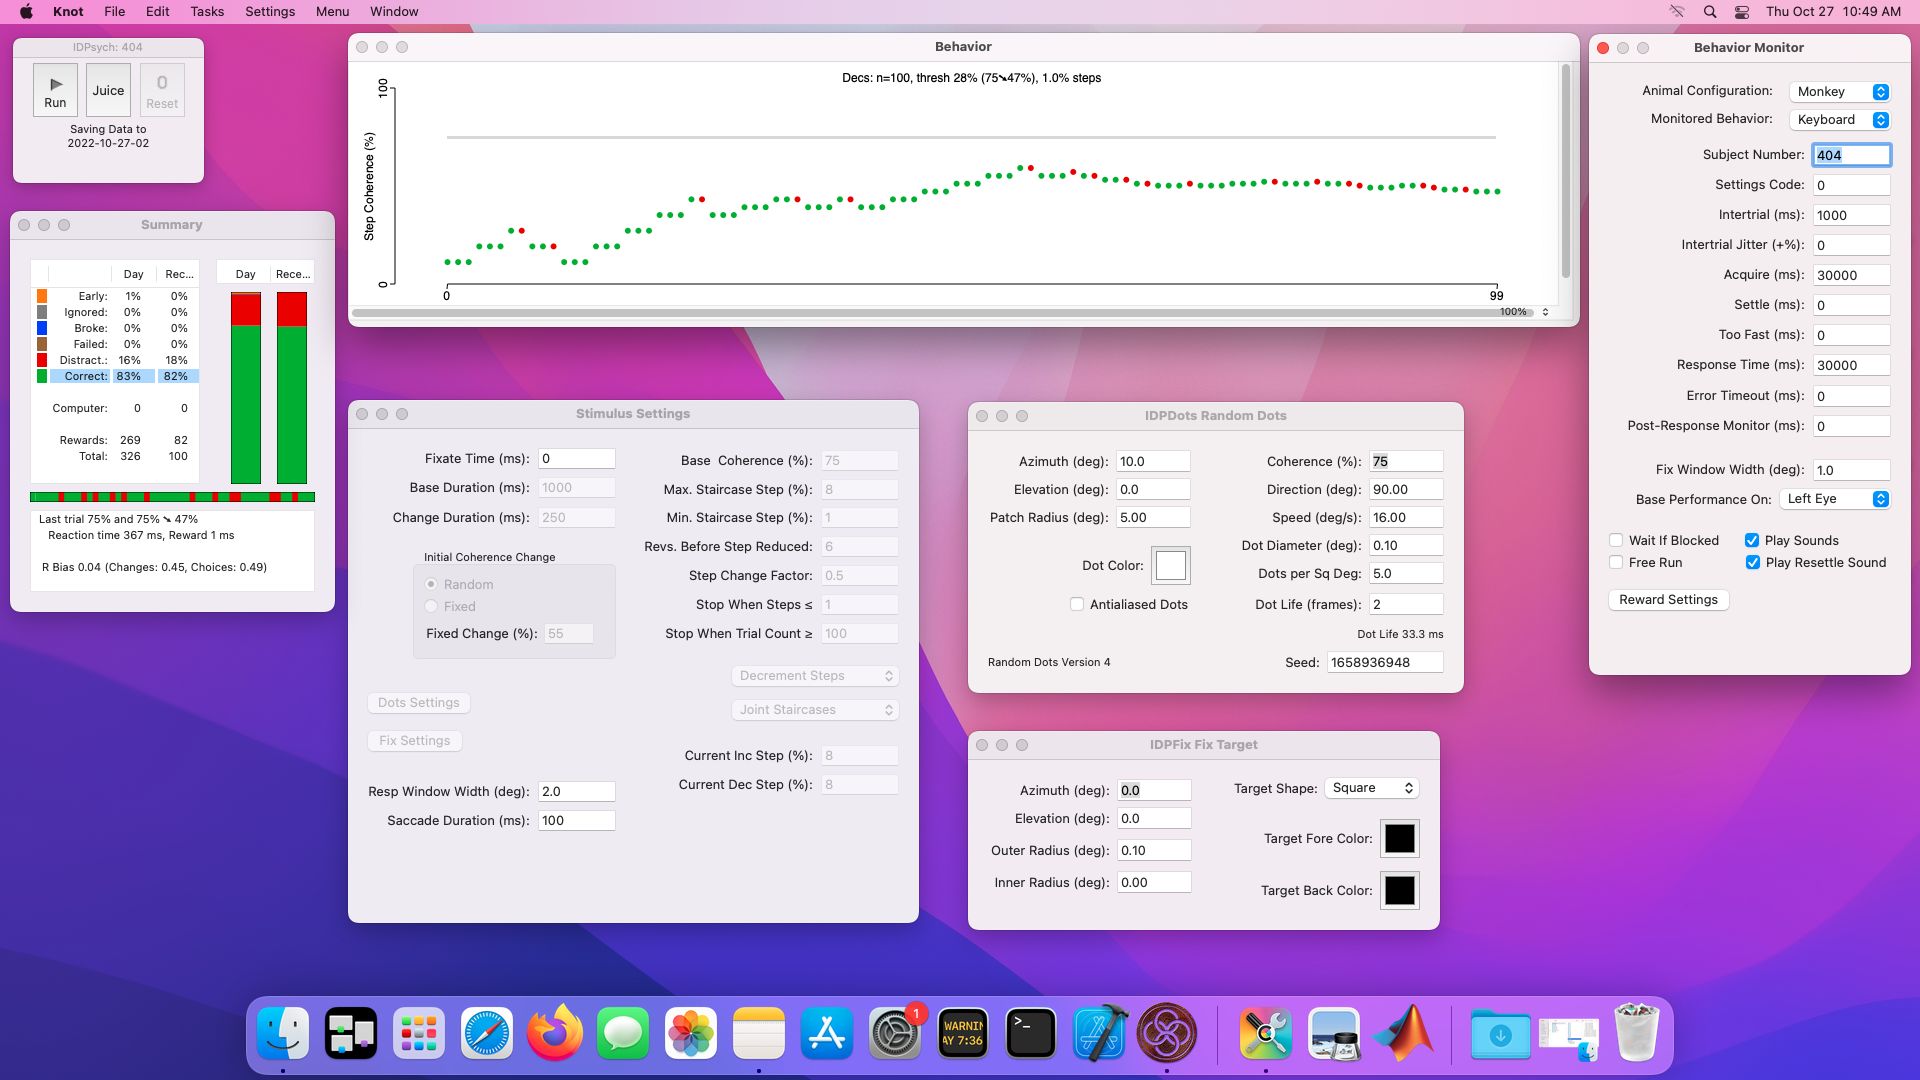 Knot File Edit Tasks Settings Menu Window
Thu Oct 27 10:49 AM
IDPsych: 404
Run
Juice
0
Reset
Saving Data to
2022-10-27-02
Summary
Day Rec...
Early: 1% 0%
Ignored: 0% 0%
Broke: 0% 0%
Failed: 0% 0%
Distract.: 16% 18%
Correct: 83% 82%
Computer: 0 0
Rewards: 269 82
Total: 326 100
Day Rece...
Last trial 75% and 75% ➘ 47%
Reaction time 367 ms, Reward 1 ms
R Bias 0.04 (Changes: 0.45, Choices: 0.49)
Behavior
Decs: n=100, thresh 28% (75➘47%), 1.0% steps
Step Coherence (%)
100
0
0
99
100%
Stimulus Settings
Fixate Time (ms): 0
Base Duration (ms): 1000
Change Duration (ms): 250
Initial Coherence Change
Random
Fixed
Fixed Change (%): 55
Dots Settings
Fix Settings
Resp Window Width (deg): 2.0
Saccade Duration (ms): 100
Base Coherence (%): 75
Max. Staircase Step (%): 8
Min. Staircase Step (%): 1
Revs. Before Step Reduced: 6
Step Change Factor: 0.5
Stop When Steps ≤ 1
Stop When Trial Count ≥ 100
Decrement Steps
Joint Staircases
Current Inc Step (%): 8
Current Dec Step (%): 8
IDPDots Random Dots
Azimuth (deg): 10.0
Elevation (deg): 0.0
Patch Radius (deg): 5.00
Dot Color:
Antialiased Dots
Random Dots Version 4
Coherence (%): 75
Direction (deg): 90.00
Speed (deg/s): 16.00
Dot Diameter (deg): 0.10
Dots per Sq Deg: 5.0
Dot Life (frames): 2
Dot Life 33.3 ms
Seed: 1658936948
IDPFix Fix Target
Azimuth (deg): 0.0
Elevation (deg): 0.0
Outer Radius (deg): 0.10
Inner Radius (deg): 0.00
Target Shape: Square
Target Fore Color:
Target Back Color:
Behavior Monitor
Animal Configuration: Monkey
Monitored Behavior: Keyboard
Subject Number: 404
Settings Code: 0
Intertrial (ms): 1000
Intertrial Jitter (+%): 0
Acquire (ms): 30000
Settle (ms): 0
Too Fast (ms): 0
Response Time (ms): 30000
Error Timeout (ms): 0
Post-Response Monitor (ms): 0
Fix Window Width (deg): 1.0
Base Performance On: Left Eye
Wait If Blocked Play Sounds
Free Run Play Resettle Sound
Reward Settings
1
WARNIN
AY 7:36
>_